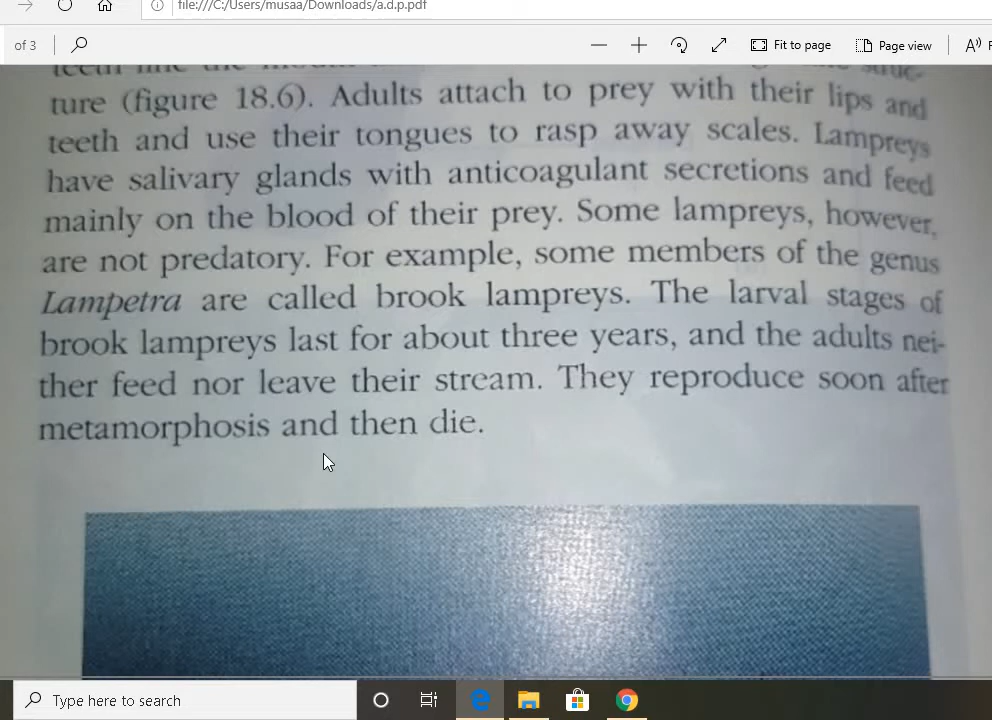 file:///C:/Users/musaa/Downloads/a.d.p.pdf
of 3
Fit to page
Page view
teeth line the
ture (figure 18.6). Adults attach to prey with their lips and
teeth and use their tongues to rasp away scales. Lampreys
have salivary glands with anticoagulant secretions and feed
mainly on the blood of their prey. Some lampreys, however,
are not predatory. For example, some members of the genus
Lampetra are called brook lampreys. The larval stages of
brook lampreys last for about three years, and the adults nei-
ther feed nor leave their stream. They reproduce soon after
metamorphosis and then die.
Type here to search